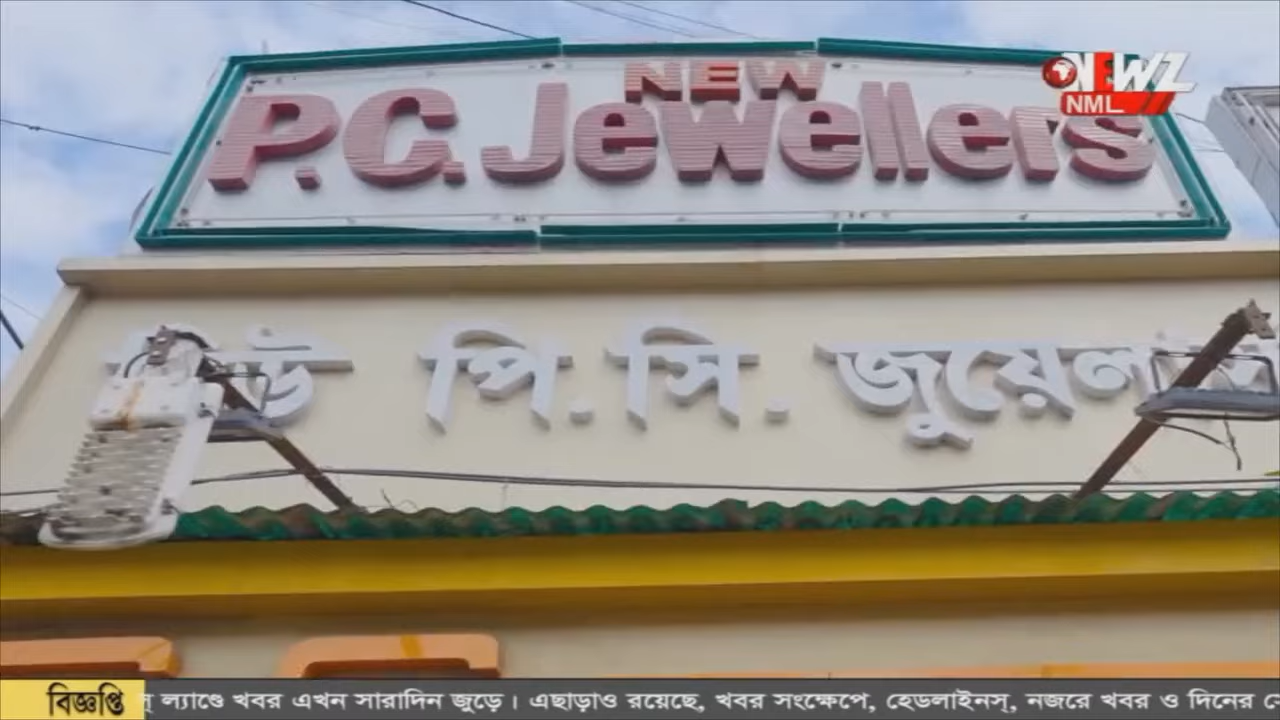 NEW
P.C. Jewellers
NEWZ
NML
নিউ পি.সি. জুয়েলার্স
বিজ্ঞপ্তি
ল্যাণ্ডে খবর এখন সারাদিন জুড়ে । এছাড়াও রয়েছে, খবর সংক্ষেপে, হেডলাইনস্, নজরে খবর ও দিনের